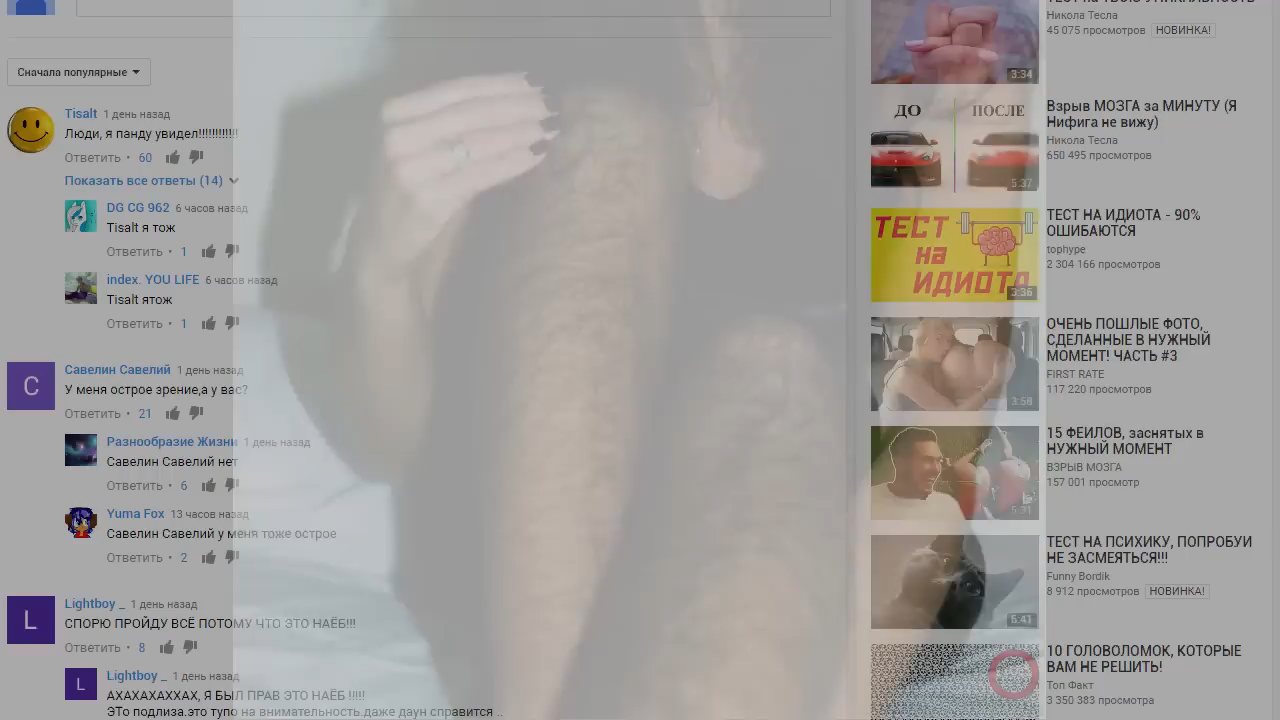 Сначала популярные
Tisalt 1 день назад
Люди, я панду увидел!!!!!!!!!!!!
Ответить • 60
Показать все ответы (14)
DG CG 962 6 часов назад
Tisalt я тож
Ответить • 1
index. YOU LIFE 6 часов назад
Tisalt ятож
Ответить • 1
Савелин Савелий 1 день назад
У меня острое зрение,а у вас?
Ответить • 21
Разнообразие Жизни 1 день назад
Савелин Савелий нет
Ответить • 6
Yuma Fox 13 часов назад
Савелин Савелий у меня тоже острое
Ответить • 2
Lightboy _ 1 день назад
СПОРЮ ПРОЙДУ ВСЁ ПОТОМУ ЧТО ЭТО НАЁБ!!!
Ответить • 8
Lightboy _ 1 день назад
АХАХАХАХХАХ, Я БЫЛ ПРАВ ЭТО НАЁБ !!!!!
ЭТо подлиза.это тупо на внимательность.даже даун справится ..
Никола Тесла
45 075 просмотров НОВИНКА!
3:34
ДО ПОСЛЕ
5:37
Взрыв МОЗГА за МИНУТУ (Я
Нифига не вижу)
Никола Тесла
650 495 просмотров
ТЕСТ
на
ИДИОТА
3:36
ТЕСТ НА ИДИОТА - 90%
ОШИБАЮТСЯ
tophype
2 304 166 просмотров
3:58
ОЧЕНЬ ПОШЛЫЕ ФОТО,
СДЕЛАННЫЕ В НУЖНЫЙ
МОМЕНТ! ЧАСТЬ #3
FIRST RATE
117 220 просмотров
5:31
15 ФЕЙЛОВ, заснятых в
НУЖНЫЙ МОМЕНТ
ВЗРЫВ МОЗГА
157 001 просмотр
5:41
ТЕСТ НА ПСИХИКУ, ПОПРОБУЙ
НЕ ЗАСМЕЯТЬСЯ!!!
Funny Bordik
8 912 просмотров НОВИНКА!
10 ГОЛОВОЛОМОК, КОТОРЫЕ
ВАМ НЕ РЕШИТЬ!
Топ Факт
3 350 383 просмотра